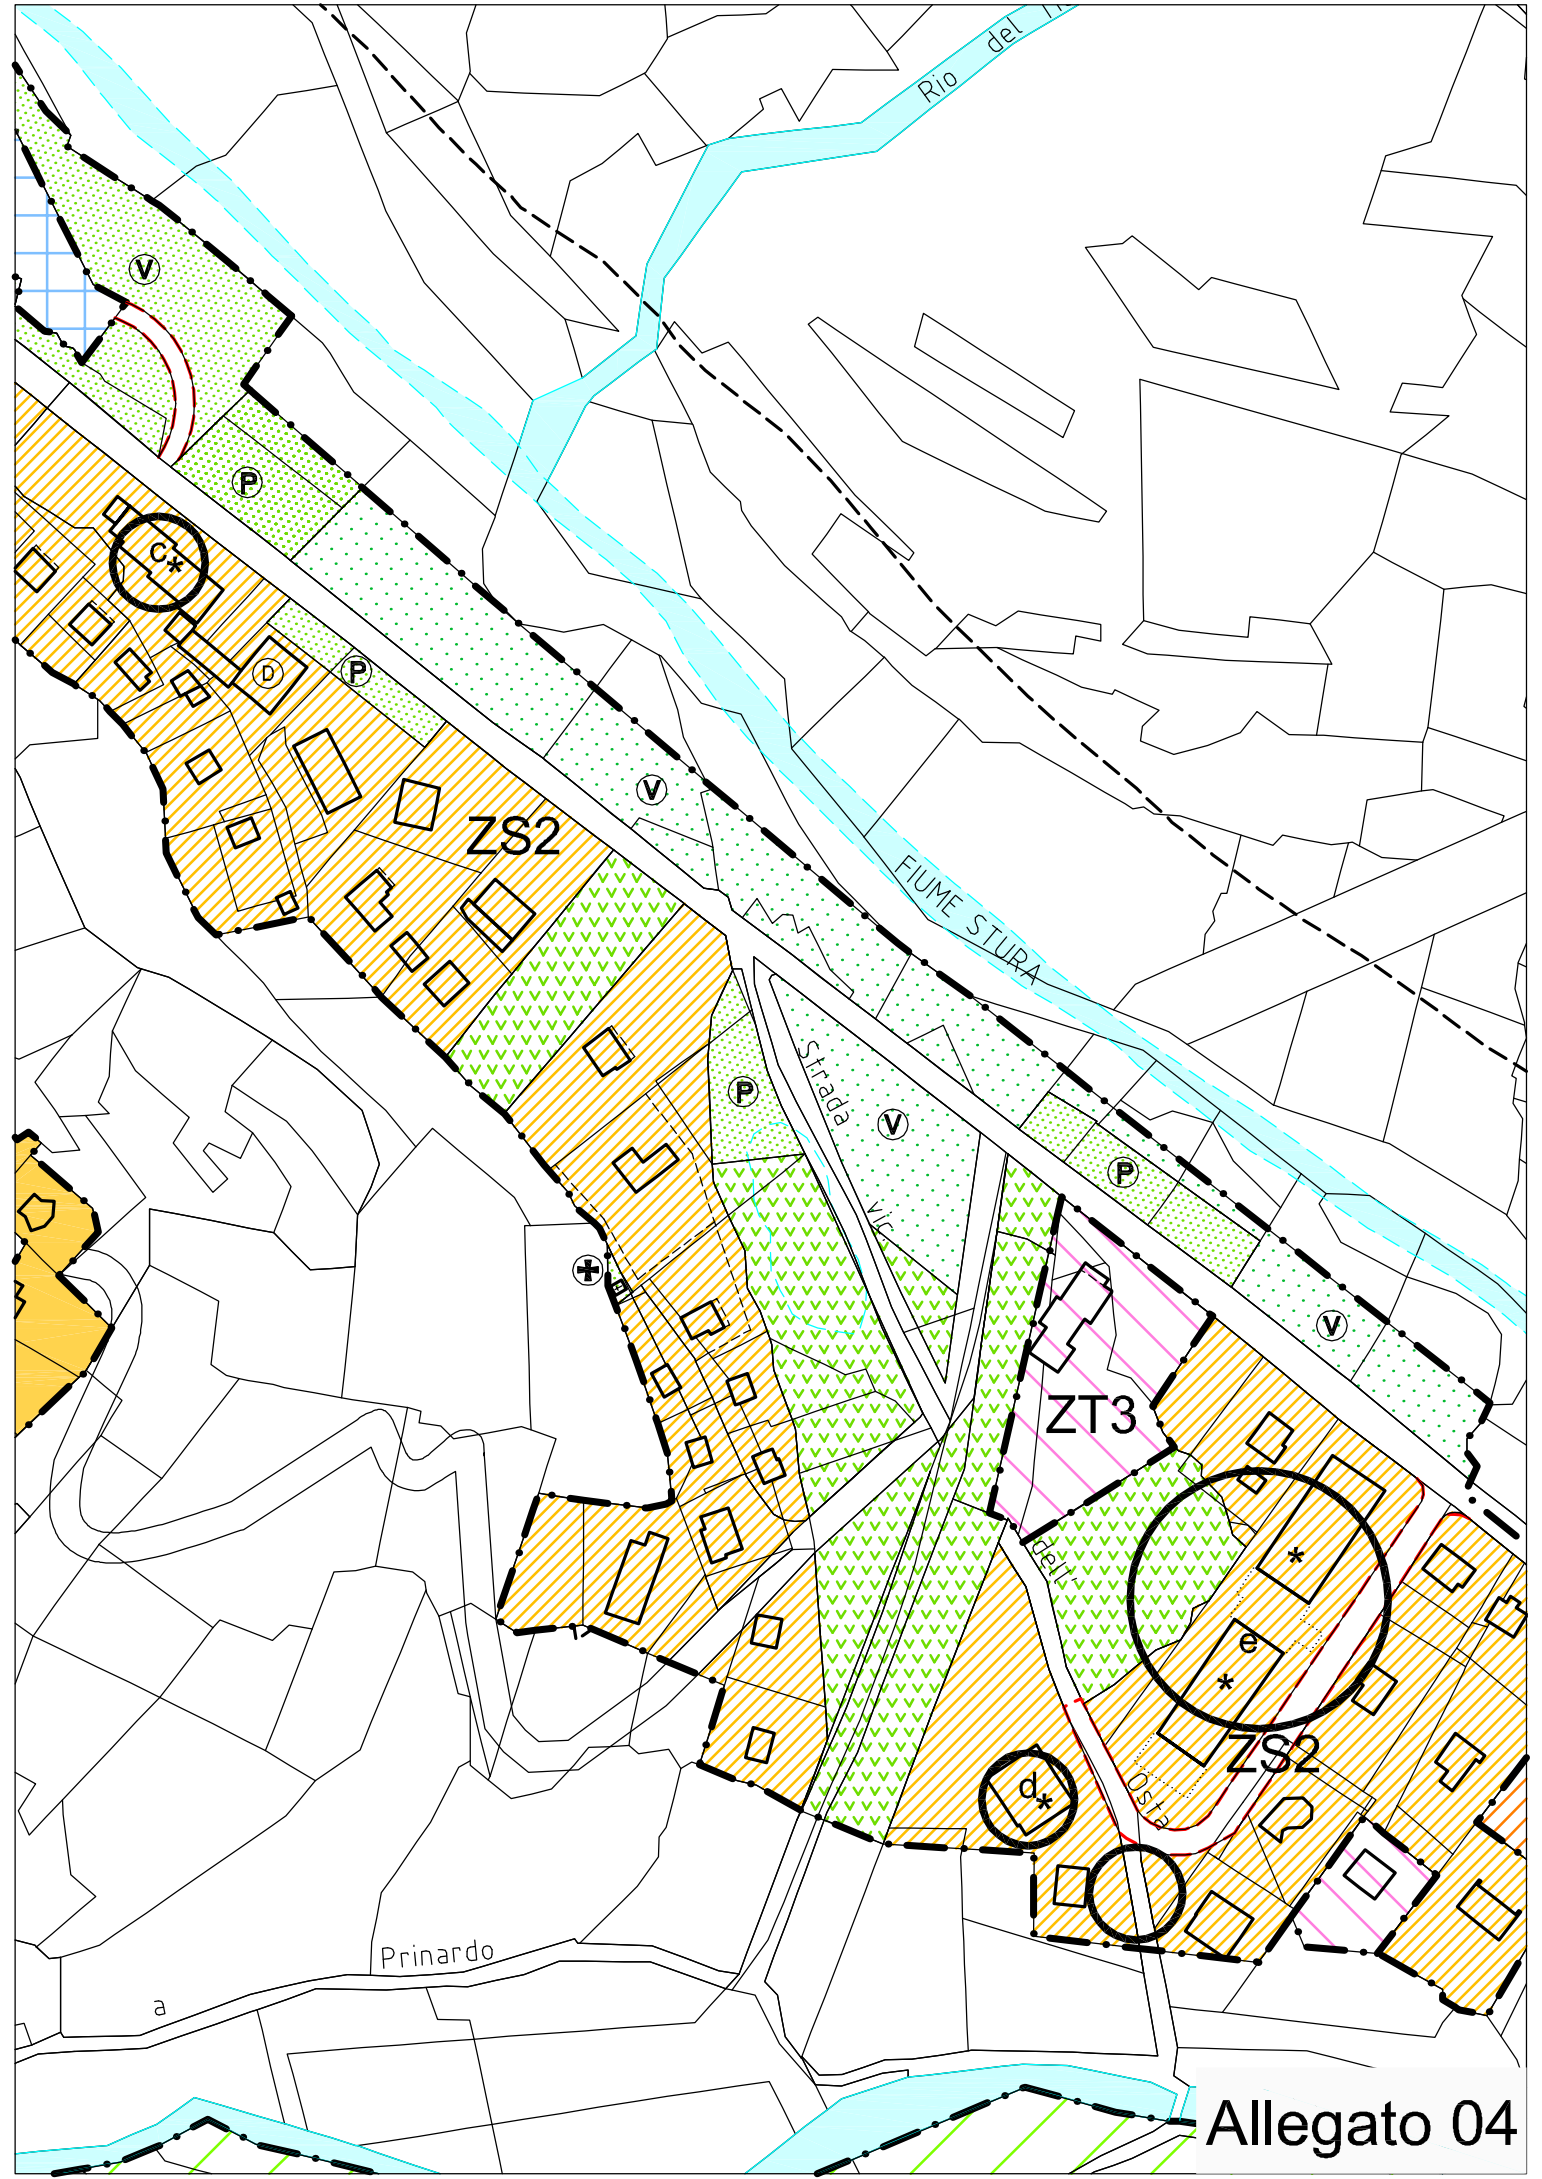 Rio del
V
P
C
*
D
P
ZS2
V
FIUME STURA
Strada
P
V
vic.
P
V
ZT3
dell'
*
e
*
ZS2
d
*
Osta
Prinardo
a
Allegato 04